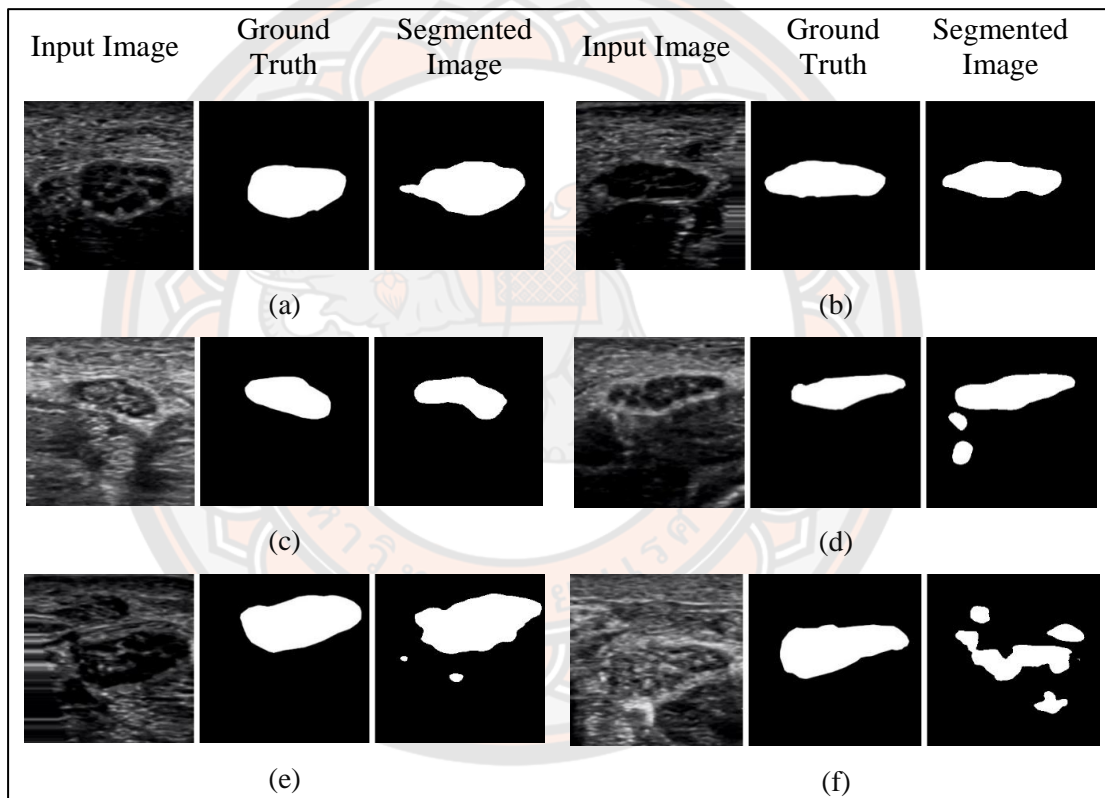 Input Image
Ground
Truth
Segmented
Image
Input Image
Ground
Truth
Segmented
Image
(a)
(b)
(c)
(d)
(e)
(f)